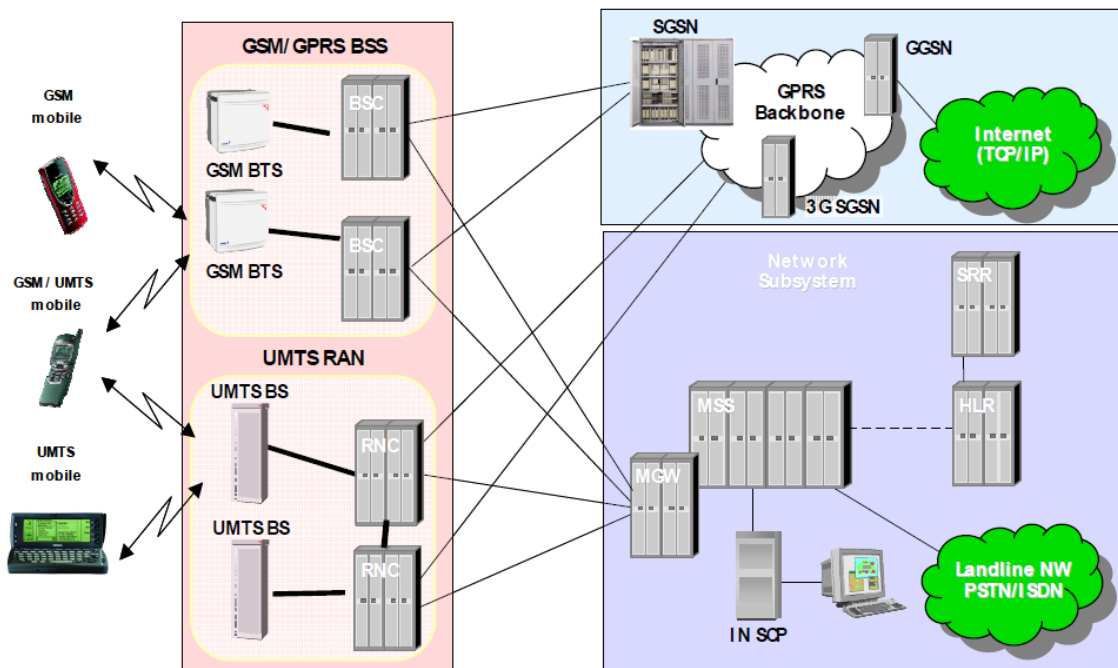 GSM/ GPRS BSS
SGSN
GGSN
GSM
mobile
BSC
GPRS
Backbone
Internet
(TCP/IP)
GSM BTS
3 G SGSN
BSC
GSM BTS
Network
Subsystem
SRR
GSM / UMTS
mobile
UMTS RAN
UMTS BS
MSS
HLR
RNC
UMTS
mobile
MGW
UMTS BS
RNC
Landline NW
PSTN/ISDN
IN SCP